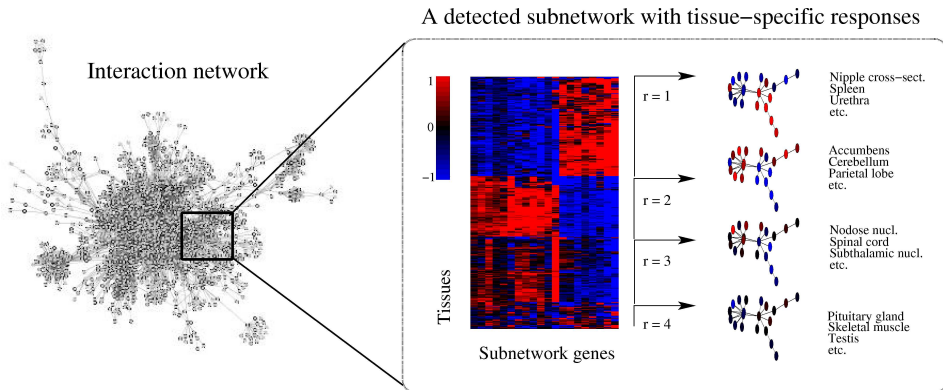 A detected subnetwork with tissue−specific responses
Interaction network
1
0
−1
Tissues
Subnetwork genes
r = 1
r = 2
r = 3
r = 4
Nipple cross−sect.
Spleen
Urethra
etc.
Accumbens
Cerebellum
Parietal lobe
etc.
Nodose nucl.
Spinal cord
Subthalamic nucl.
etc.
Pituitary gland
Skeletal muscle
Testis
etc.